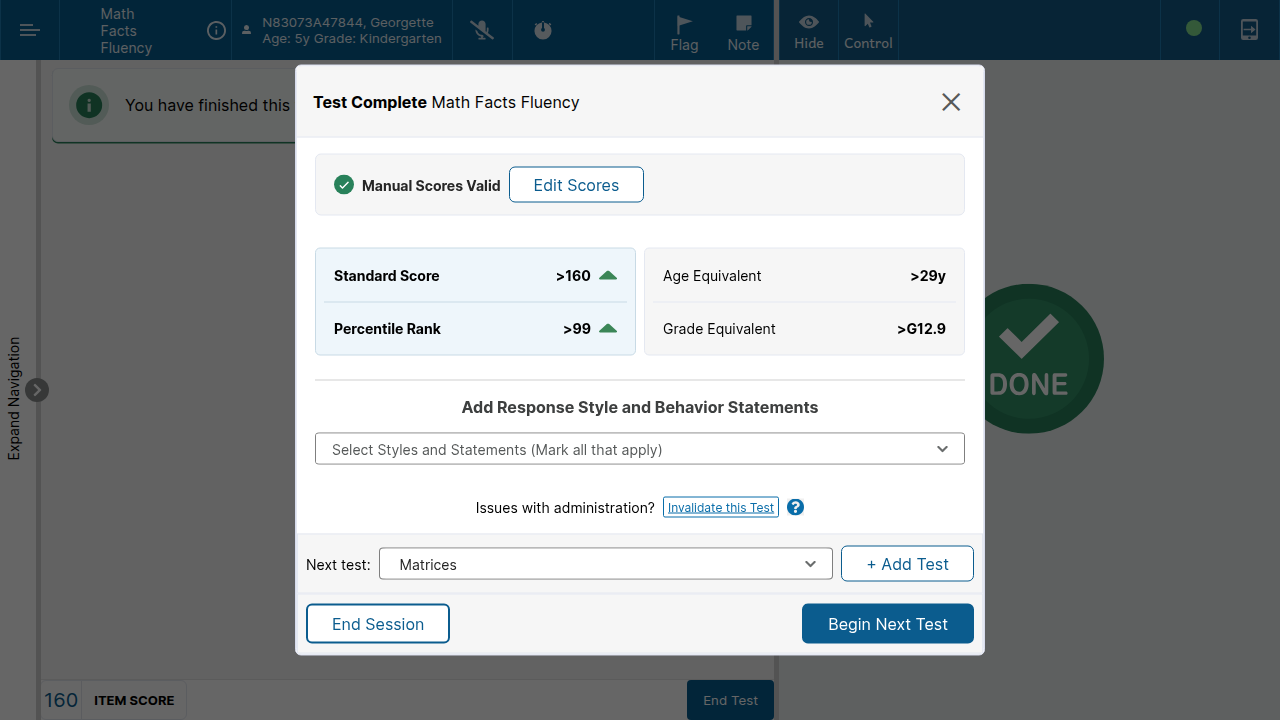 Math
Facts
Fluency
N83073A47844, Georgette
Age: 5y Grade: Kindergarten
Flag
Note
Hide
Control
You have finished this
Test Complete Math Facts Fluency
Manual Scores Valid
Edit Scores
Standard Score >160
Percentile Rank >99
Age Equivalent >29y
Grade Equivalent >G12.9
DONE
Expand Navigation
Add Response Style and Behavior Statements
Select Styles and Statements (Mark all that apply)
Issues with administration? Invalidate this Test ?
Next test: Matrices + Add Test
End Session Begin Next Test
160 ITEM SCORE End Test